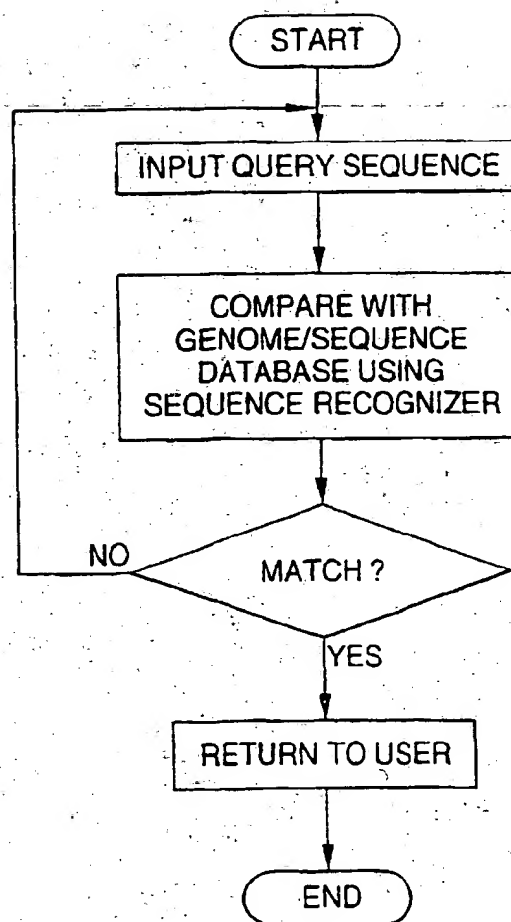 START
INPUT QUERY SEQUENCE
COMPARE WITH
GENOME/SEQUENCE
DATABASE USING
SEQUENCE RECOGNIZER
NO
MATCH ?
YES
RETURN TO USER
END